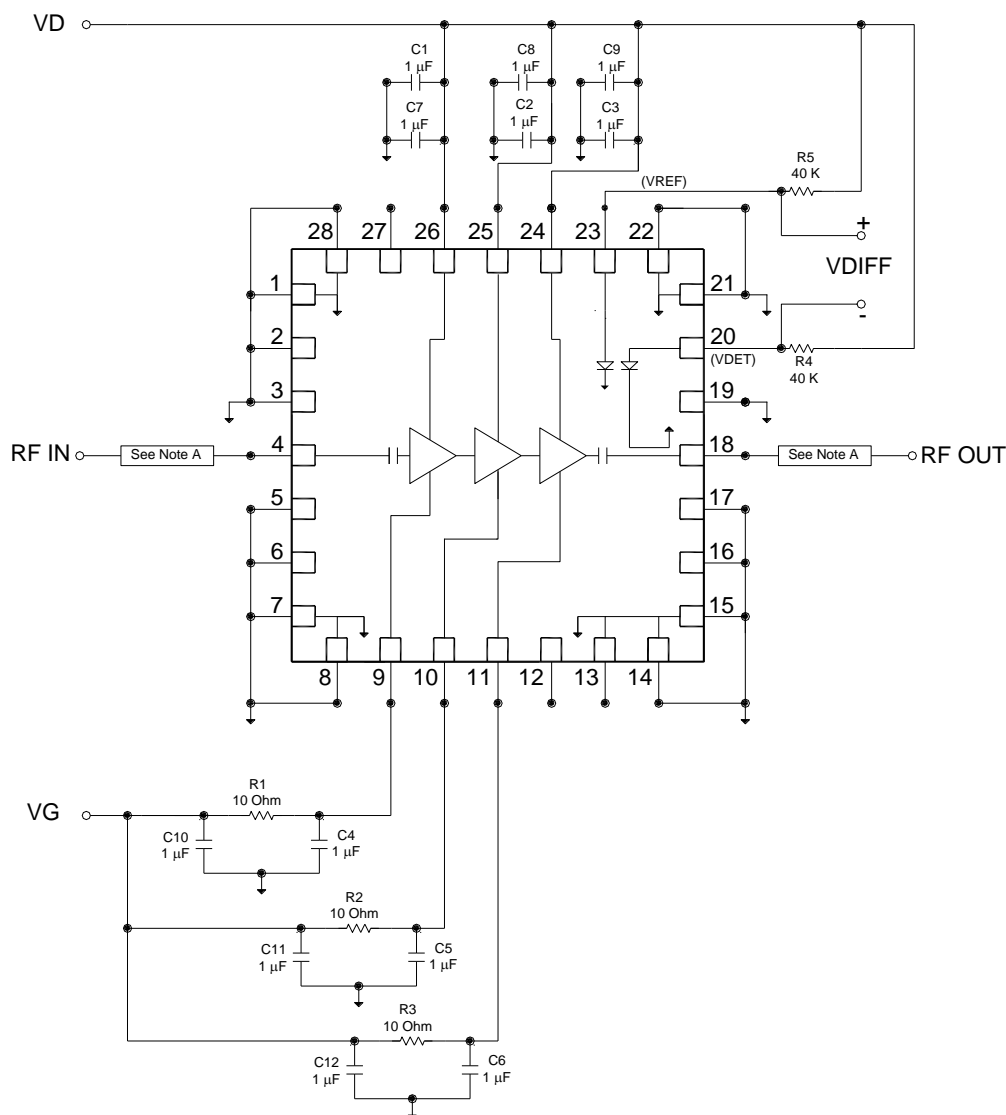 VD
C1
1 µF
C8
1 µF
C9
1 µF
C7
1 µF
C2
1 µF
C3
1 µF
R5
40 K
(VREF)
+
VDIFF
-
28
27
26
25
24
23
22
1
21
2
20
(VDET)
R4
40 K
3
19
RF IN
See Note A
4
18
See Note A
RF OUT
5
17
6
16
7
15
8
9
10
11
12
13
14
VG
R1
10 Ohm
C10
1 µF
C4
1 µF
R2
10 Ohm
C11
1 µF
C5
1 µF
R3
10 Ohm
C12
1 µF
C6
1 µF